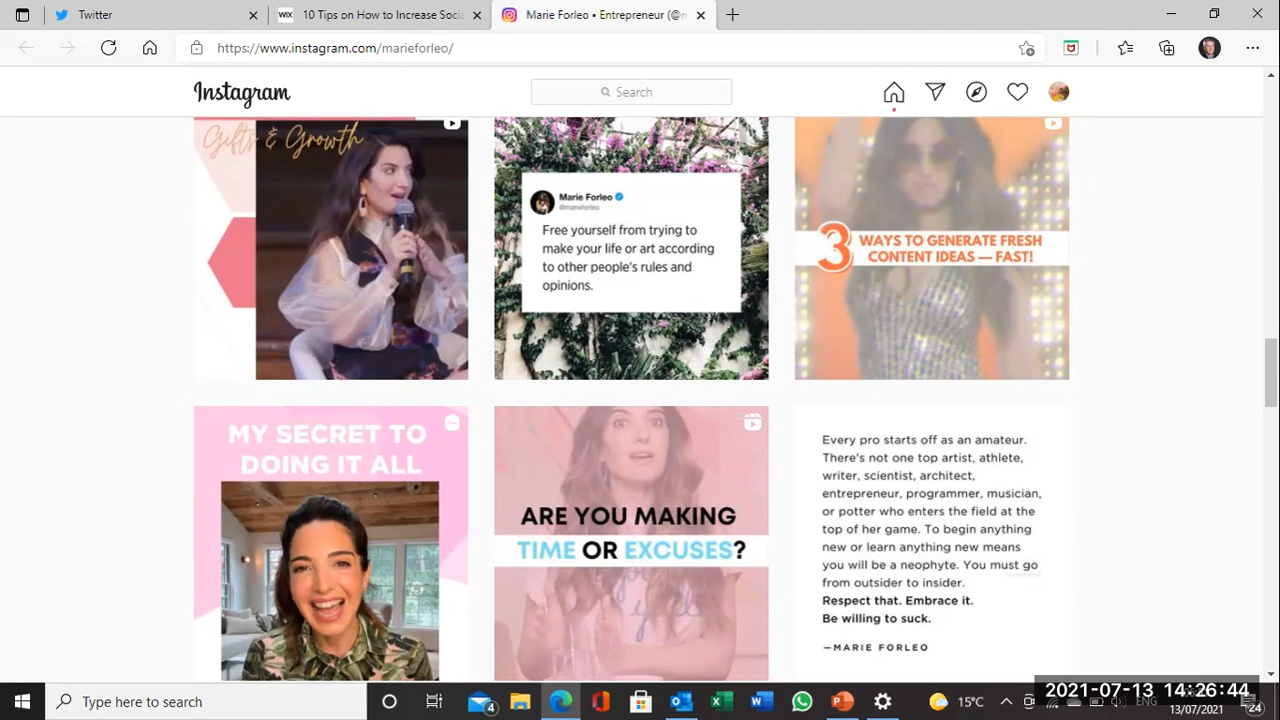 Twitter
WIX 10 Tips on How to Increase Socia
Marie Forleo • Entrepreneur (@m
https://www.instagram.com/marieforleo/
Instagram
Search
Gifts & Growth
Marie Forleo
@marieforleo
Free yourself from trying to
make your life or art according
to other people's rules and
opinions.
3 WAYS TO GENERATE FRESH
CONTENT IDEAS — FAST!
MY SECRET TO
DOING IT ALL
ARE YOU MAKING
TIME OR EXCUSES?
Every pro starts off as an amateur.
There's not one top artist, athlete,
writer, scientist, architect,
entrepreneur, programmer, musician,
or potter who enters the field at the
top of her game. To begin anything
new or learn anything new means
you will be a neophyte. You must go
from outsider to insider.
Respect that. Embrace it.
Be willing to suck.
—MARIE FORLEO
Type here to search
4
15°C
ENG
2021-07-13 14:26:44
13/07/2021
24